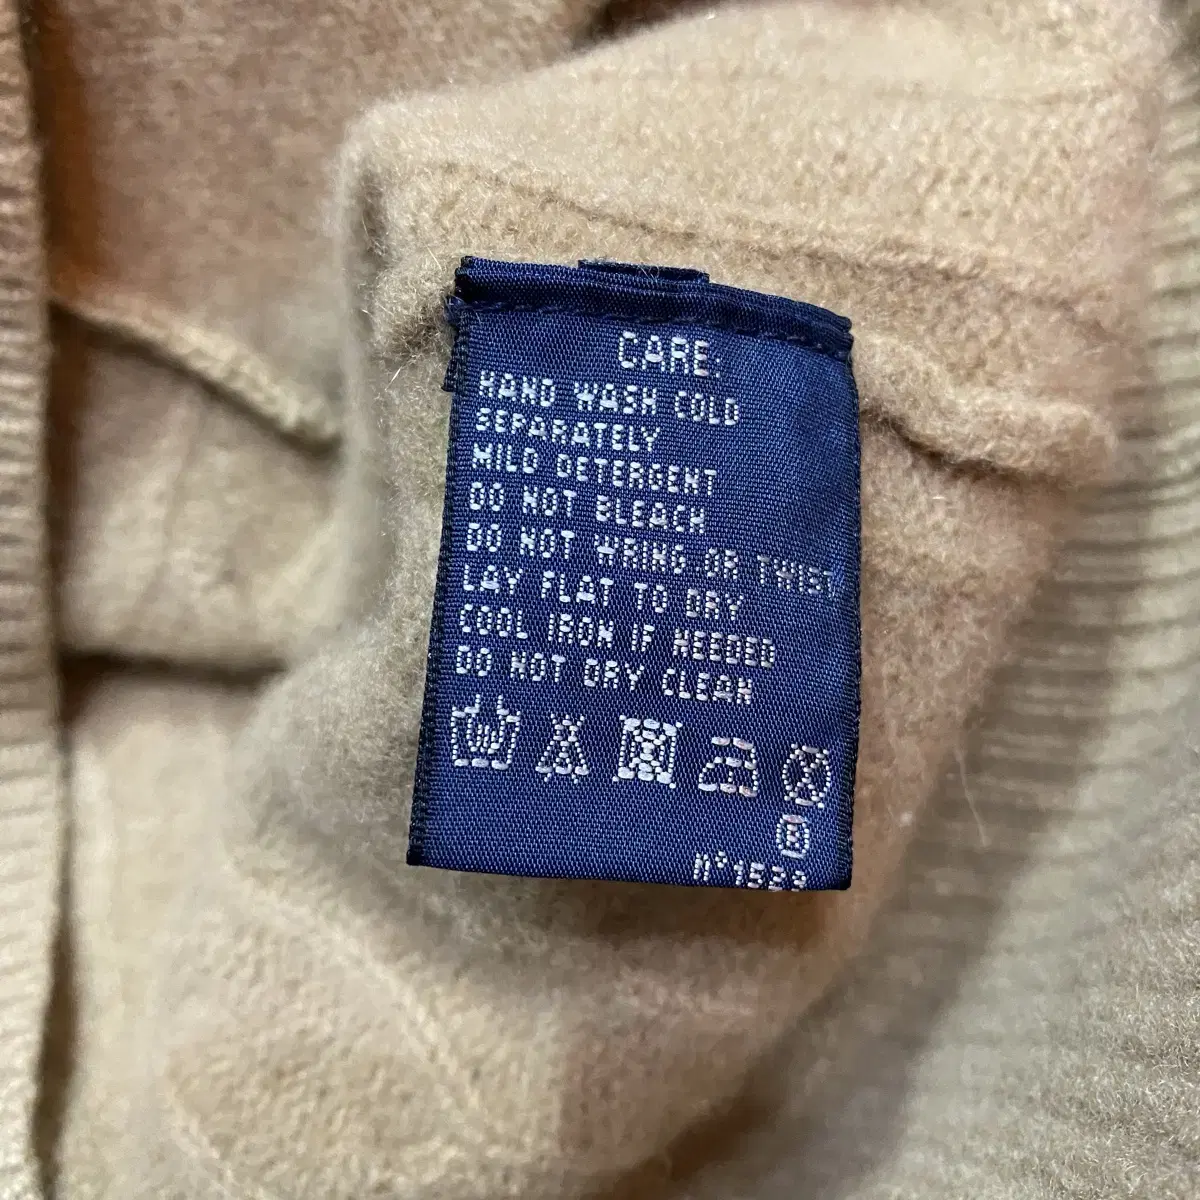 CARE:
HAND WASH COLD
SEPARATELY
MILD DETERGENT
DO NOT BLEACH
DO NOT WRING OR TWIST
LAY FLAT TO DRY
COOL IRON IF NEEDED
DO NOT DRY CLEAN
®